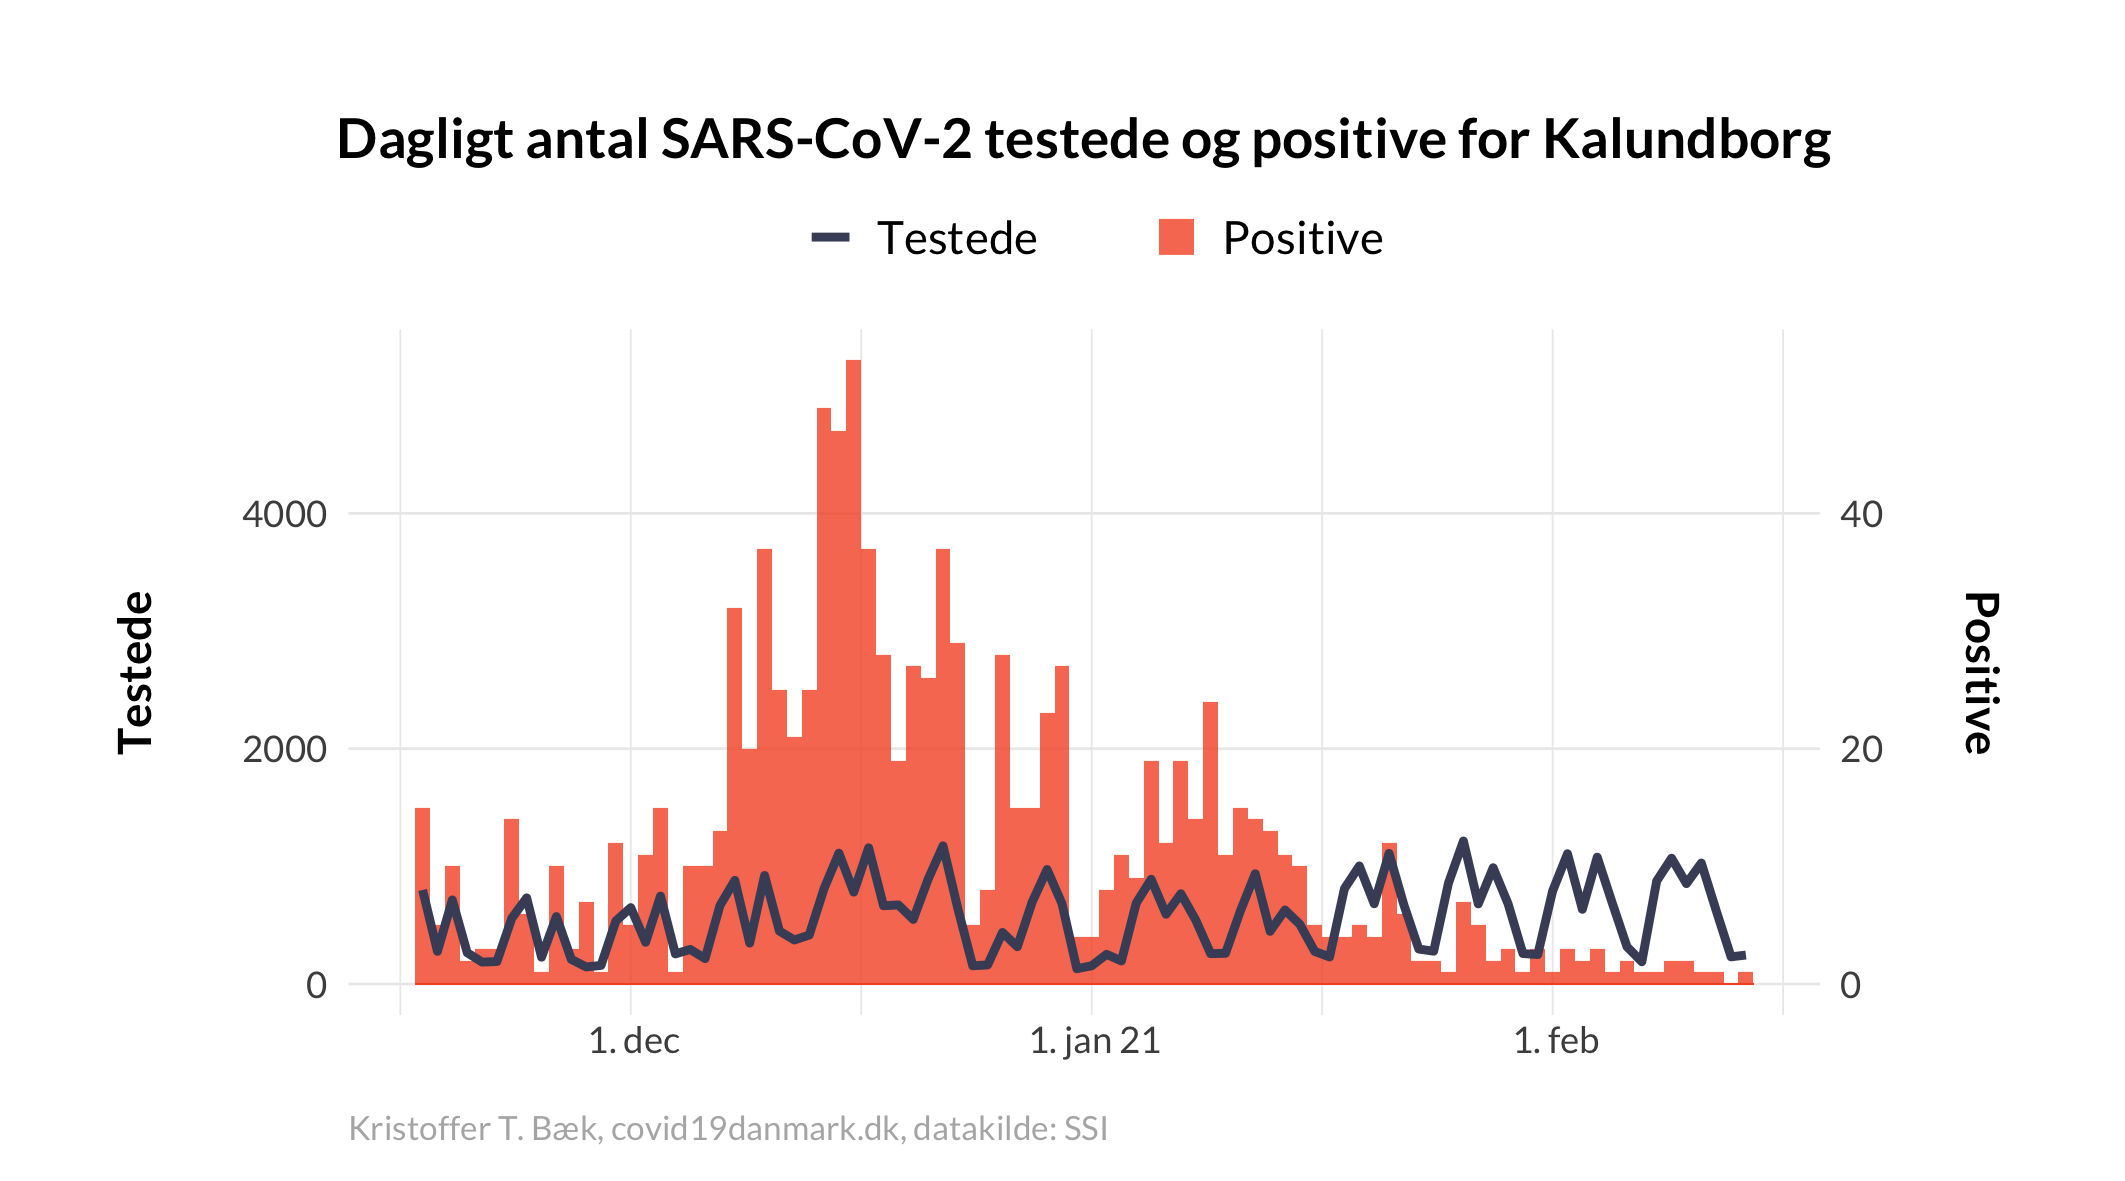 Dagligt antal SARS-CoV-2 testede og positive for Kalundborg
Testede
Positive
4000
2000
0
Testede
40
20
0
Positive
1. dec
1. jan 21
1. feb
Kristoffer T. Bæk, covid19danmark.dk, datakilde: SSI